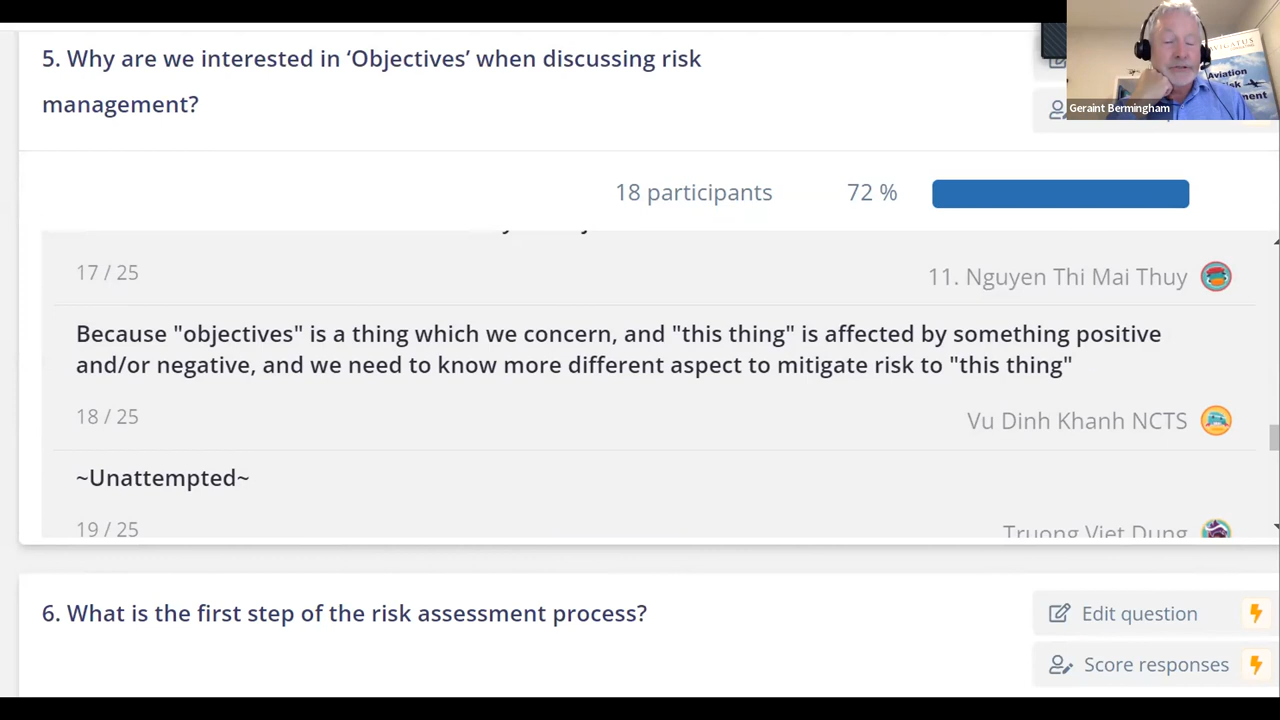 5. Why are we interested in ‘Objectives’ when discussing risk
management?
Geraint Bermingham
Aviation
18 participants
72 %
17 / 25
11. Nguyen Thi Mai Thuy
Because "objectives" is a thing which we concern, and "this thing" is affected by something positive
and/or negative, and we need to know more different aspect to mitigate risk to "this thing"
18 / 25
Vu Dinh Khanh NCTS
~Unattempted~
19 / 25
Truong Viet Dung
6. What is the first step of the risk assessment process?
Edit question
Score responses